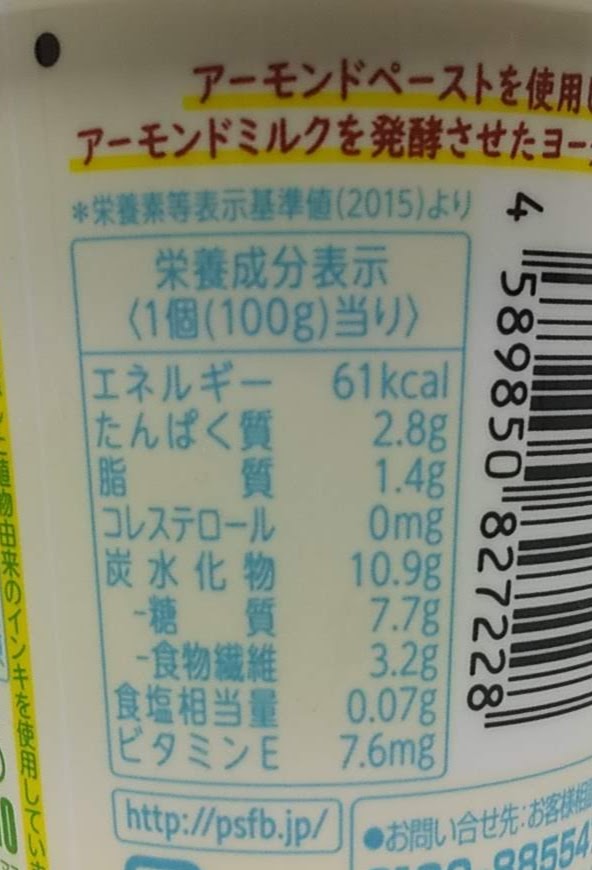 アーモンドペーストを使用
アーモンドミルクを発酵させたヨー
*栄養素等表示基準値(2015)より
栄養成分表示
〈1個(100g)当り〉
エネルギー 61kcal
たんぱく質 2.8g
脂質 1.4g
コレステロール 0mg
炭水化物 10.9g
-糖質 7.7g
-食物繊維 3.2g
食塩相当量 0.07g
ビタミンE 7.6mg
http://psfb.jp/
●お問い合せ先:お客様相談
88554
4 589850 827228
植物由来のインキを使用してい